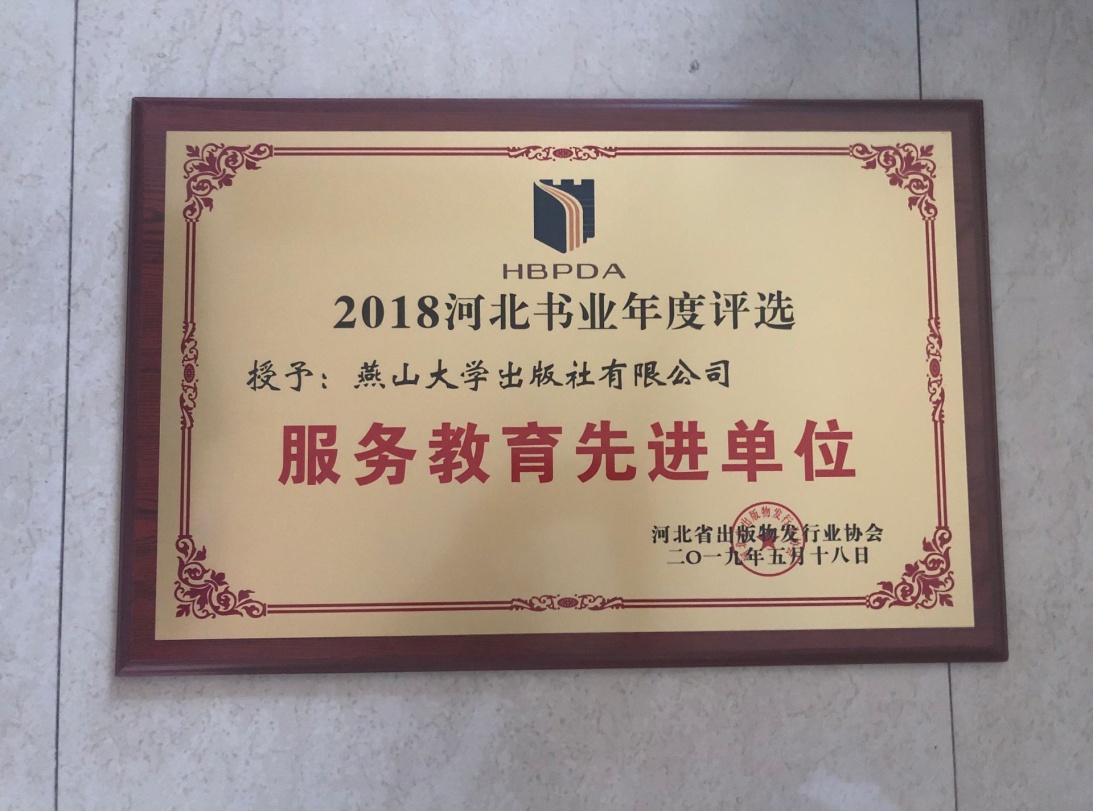 HBPDA
2018河北书业年度评选
授予：燕山大学出版社有限公司
服务教育先进单位
河北省出版物发行业协会
二〇一九年五月十八日